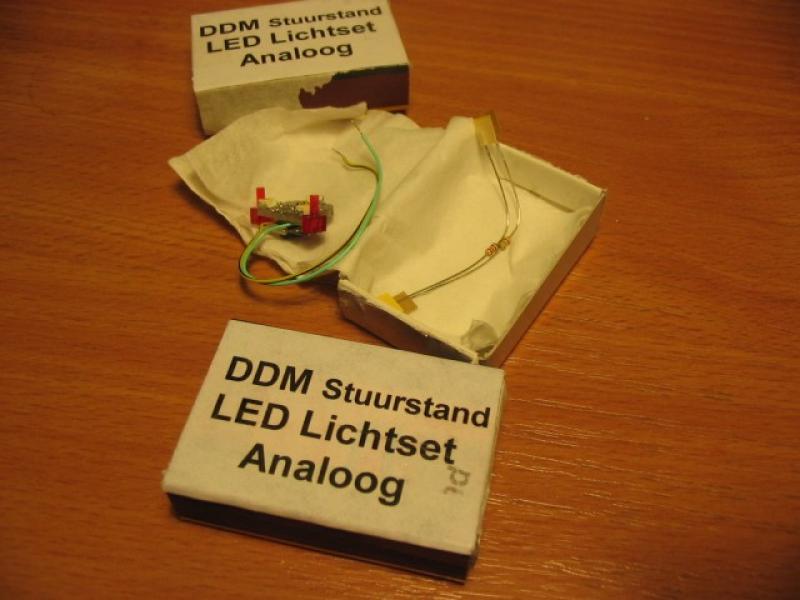 DDM Stuurstand
LED Lichtset
Analoog
DDM Stuurstand
LED Lichtset
Analoog